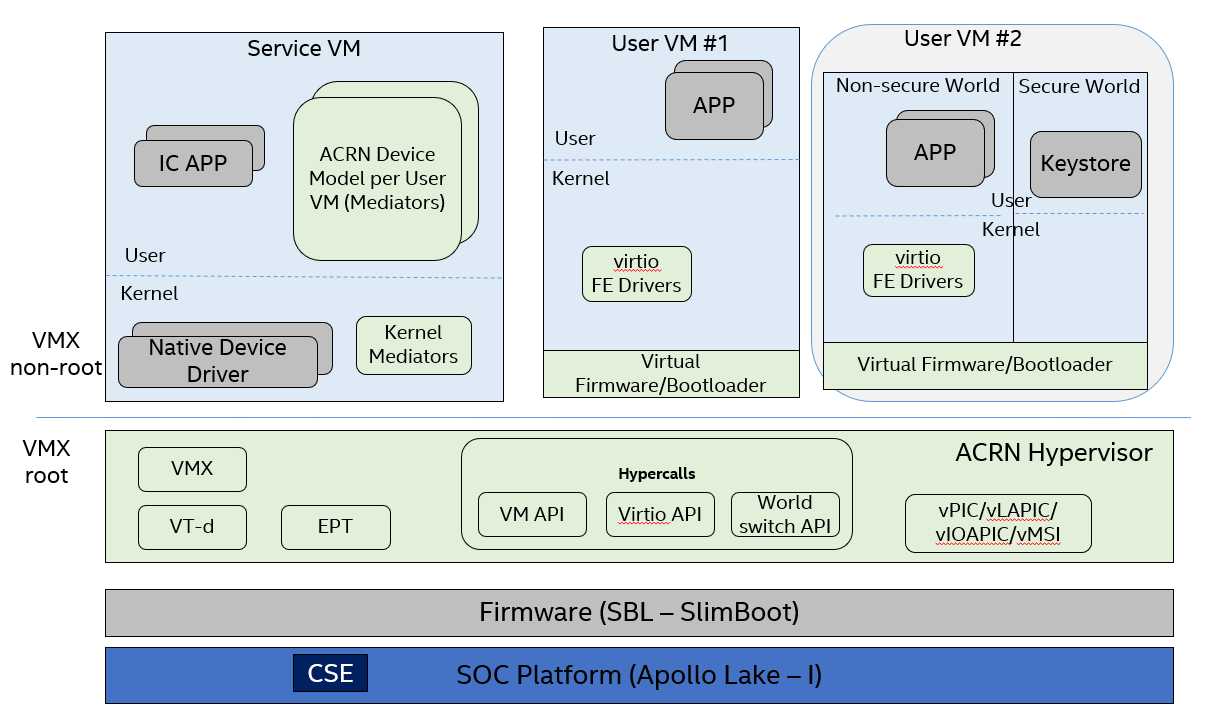 Service VM
IC APP
ACRN Device
Model per User
VM (Mediators)
User
Kernel
Native Device
Driver
Kernel
Mediators
User VM #1
APP
User
Kernel
virtio
FE Drivers
Virtual
Firmware/Bootloader
User VM #2
Non-secure World
Secure World
APP
Keystore
User
Kernel
virtio
FE Drivers
Virtual Firmware/Bootloader
VMX
non-root
VMX
root
ACRN Hypervisor
VMX
VT-d
EPT
Hypercalls
VM API
Virtio API
World
switch API
vPIC/vLAPIC/
vIOAPIC/vMSI
Firmware (SBL – SlimBoot)
CSE
SOC Platform (Apollo Lake – I)